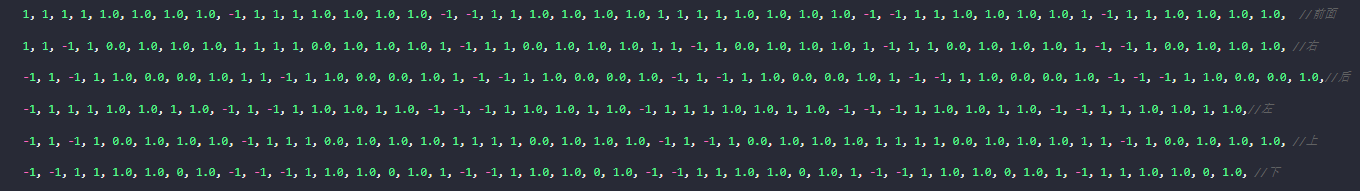 1, 1, 1, 1, 1.0, 1.0, 1.0, 1.0, -1, 1, 1, 1, 1.0, 1.0, 1.0, 1.0, -1, -1, 1, 1, 1.0, 1.0, 1.0, 1.0, 1, 1, 1, 1, 1.0, 1.0, 1.0, 1.0, -1, -1, 1, 1, 1.0, 1.0, 1.0, 1.0, 1, -1, 1, 1, 1.0, 1.0, 1.0, 1.0, //前面
1, 1, -1, 1, 0.0, 1.0, 1.0, 1.0, 1, 1, 1, 1, 0.0, 1.0, 1.0, 1.0, 1, -1, 1, 1, 0.0, 1.0, 1.0, 1.0, 1, 1, -1, 1, 0.0, 1.0, 1.0, 1.0, 1, -1, 1, 1, 0.0, 1.0, 1.0, 1.0, 1, -1, -1, 1, 0.0, 1.0, 1.0, 1.0, //右
-1, 1, -1, 1, 1.0, 0.0, 0.0, 1.0, 1, 1, -1, 1, 1.0, 0.0, 0.0, 1.0, 1, -1, -1, 1, 1.0, 0.0, 0.0, 1.0, -1, 1, -1, 1, 1.0, 0.0, 0.0, 1.0, 1, -1, -1, 1, 1.0, 0.0, 0.0, 1.0, -1, -1, -1, 1, 1.0, 0.0, 0.0, 1.0,//后
-1, 1, 1, 1, 1.0, 1.0, 1, 1.0, -1, 1, -1, 1, 1.0, 1.0, 1, 1.0, -1, -1, -1, 1, 1.0, 1.0, 1, 1.0, -1, 1, 1, 1, 1.0, 1.0, 1, 1.0, -1, -1, -1, 1, 1.0, 1.0, 1, 1.0, -1, -1, 1, 1, 1.0, 1.0, 1, 1.0,//左
-1, 1, -1, 1, 0.0, 1.0, 1.0, 1.0, -1, 1, 1, 1, 0.0, 1.0, 1.0, 1.0, 1, 1, 1, 1, 0.0, 1.0, 1.0, 1.0, -1, 1, -1, 1, 0.0, 1.0, 1.0, 1.0, 1, 1, 1, 1, 0.0, 1.0, 1.0, 1.0, 1, 1, -1, 1, 0.0, 1.0, 1.0, 1.0, //上
-1, -1, 1, 1, 1.0, 1.0, 0, 1.0, -1, -1, -1, 1, 1.0, 1.0, 0, 1.0, 1, -1, -1, 1, 1.0, 1.0, 0, 1.0, -1, -1, 1, 1, 1.0, 1.0, 0, 1.0, 1, -1, -1, 1, 1.0, 1.0, 0, 1.0, 1, -1, 1, 1, 1.0, 1.0, 0, 1.0, //下